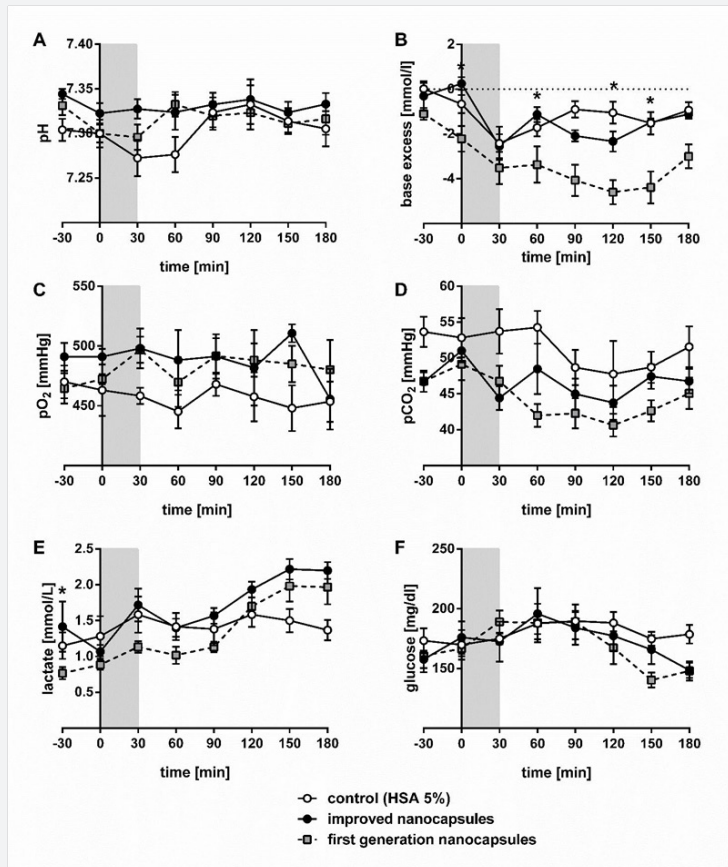 A
7.40
7.35
7.30
7.25
pH
-30 0 30 60 90 120 150 180
time [min]
B
2
0
-2
-4
base excess [mmol/l]
* * * *
-30 0 30 60 90 120 150 180
time [min]
C
550
500
450
pO2 [mmHg]
-30 0 30 60 90 120 150 180
time [min]
D
60
55
50
45
40
pCO2 [mmHg]
-30 0 30 60 90 120 150 180
time [min]
E
2.5
2.0
1.5
1.0
0.5
lactate [mmol/L]
*
-30 0 30 60 90 120 150 180
time [min]
F
250
200
150
glucose [mg/dl]
-30 0 30 60 90 120 150 180
time [min]
control (HSA 5%)
improved nanocapsules
first generation nanocapsules